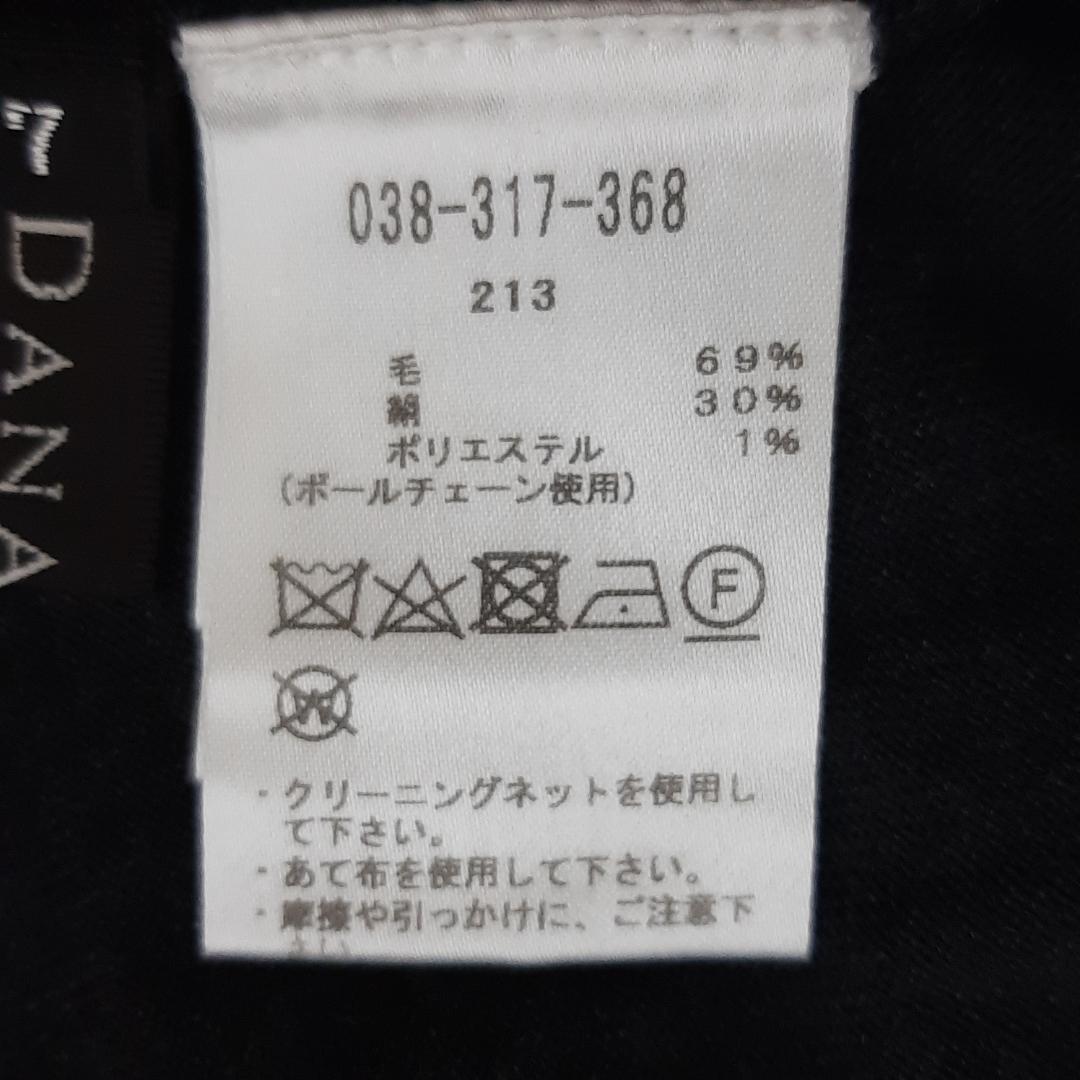 DANA
038-317-368
213
毛 69%
絹 30%
ポリエステル 1%
(ボールチェーン使用)
F
W
・クリーニングネットを使用し
て下さい。
・あて布を使用して下さい。
・摩擦や引っかけに、ご注意下
さい